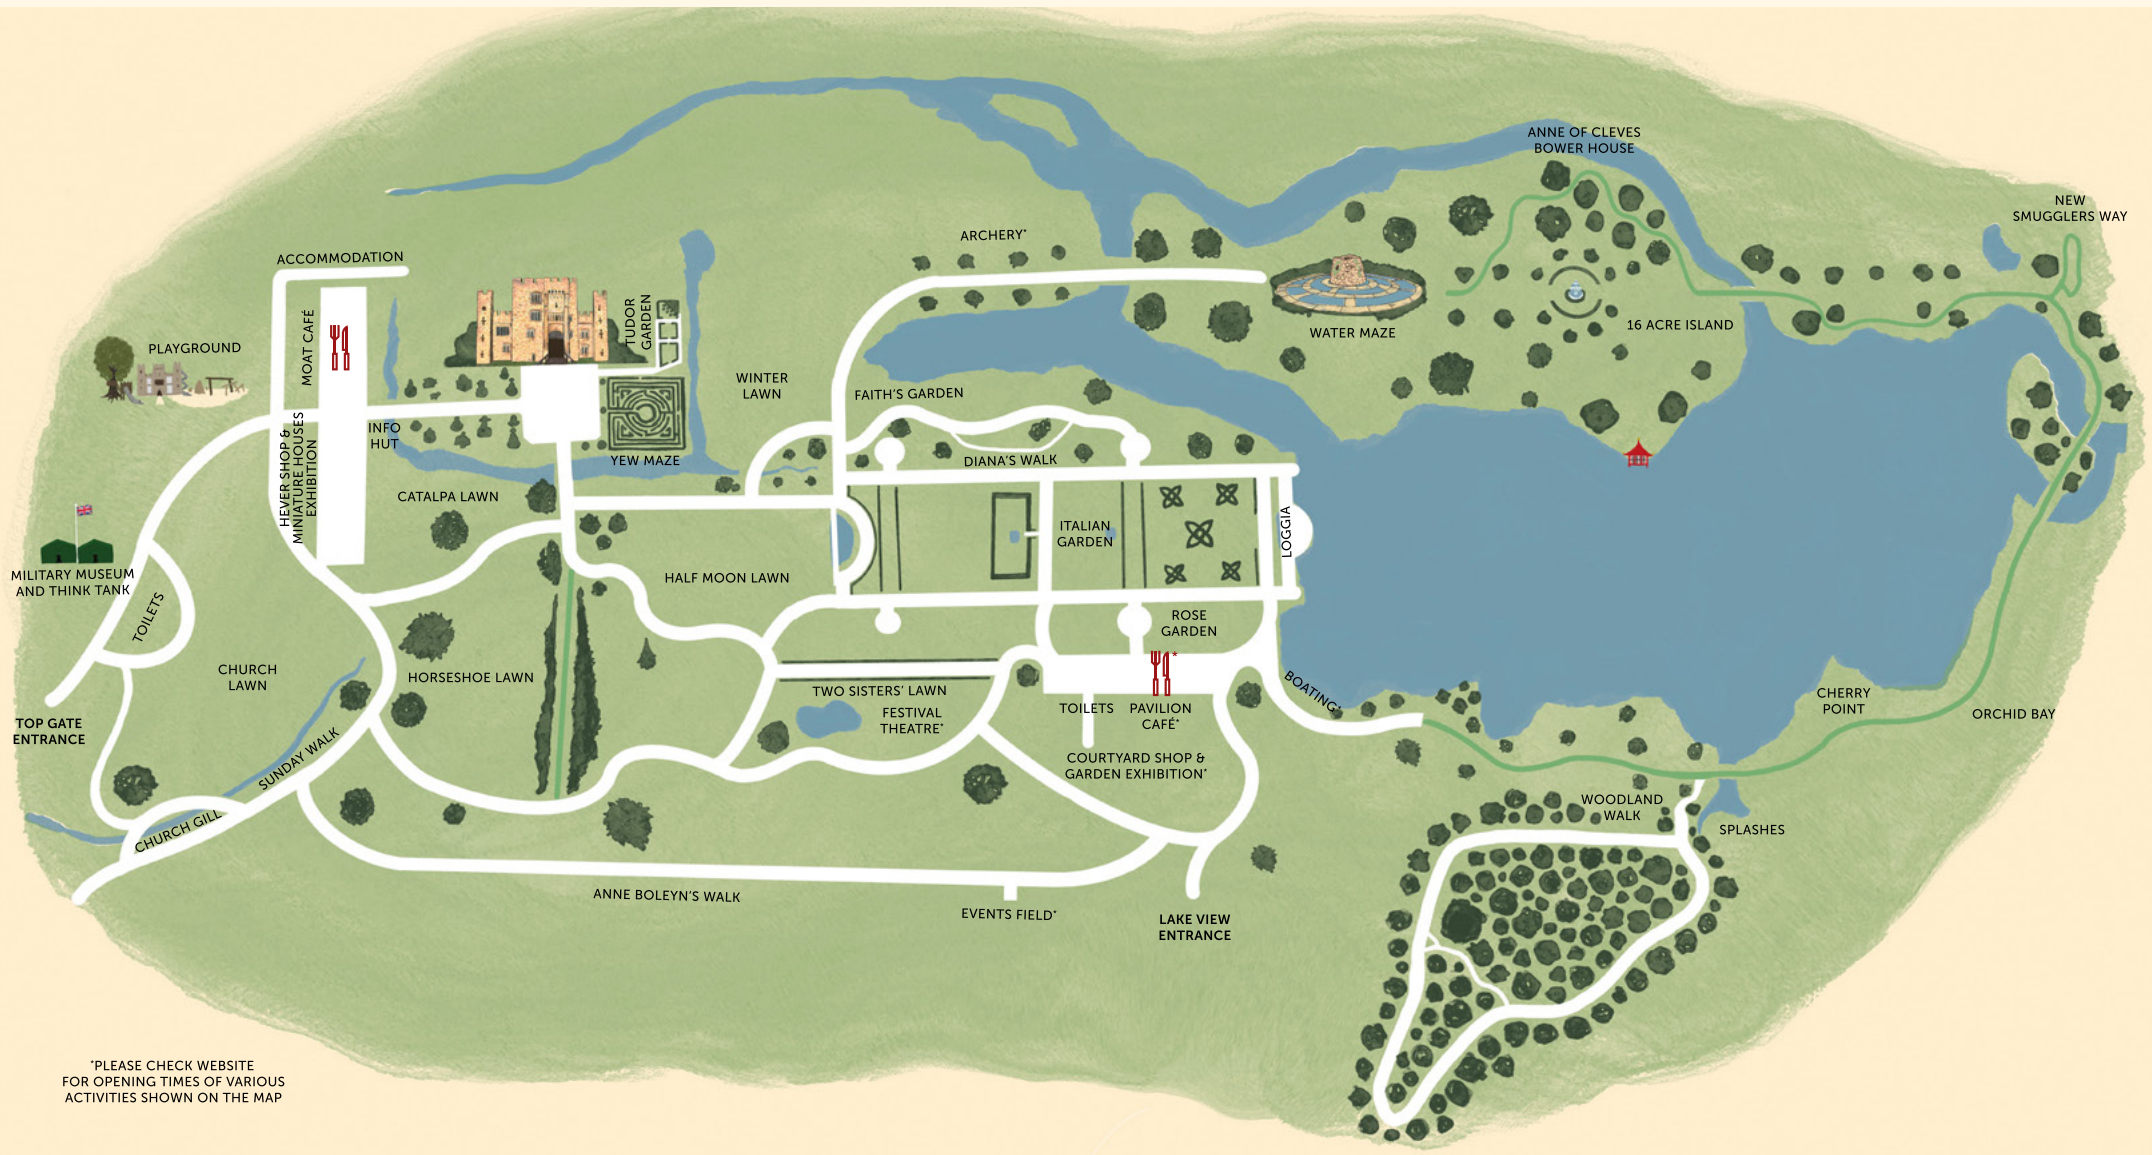 ANNE OF CLEVES
BOWER HOUSE
NEW
SMUGGLERS WAY
ARCHERY*
ACCOMMODATION
MOAT CAFÉ
TUDOR
GARDEN
PLAYGROUND
WATER MAZE
16 ACRE ISLAND
WINTER
LAWN
FAITH'S GARDEN
INFO
HUT
HEVER SHOP &
MINIATURE HOUSES
EXHIBITION
YEW MAZE
DIANA'S WALK
CATALPA LAWN
ITALIAN
GARDEN
LOGGIA
MILITARY MUSEUM
AND THINK TANK
HALF MOON LAWN
TOILETS
ROSE
GARDEN
CHURCH
LAWN
HORSESHOE LAWN
TWO SISTERS' LAWN
FESTIVAL
THEATRE*
*
TOILETS
PAVILION
CAFÉ*
BOATING*
CHERRY
POINT
ORCHID BAY
TOP GATE
ENTRANCE
SUNDAY WALK
COURTYARD SHOP &
GARDEN EXHIBITION*
CHURCH GILL
WOODLAND
WALK
SPLASHES
ANNE BOLEYN'S WALK
EVENTS FIELD*
LAKE VIEW
ENTRANCE
*PLEASE CHECK WEBSITE
FOR OPENING TIMES OF VARIOUS
ACTIVITIES SHOWN ON THE MAP